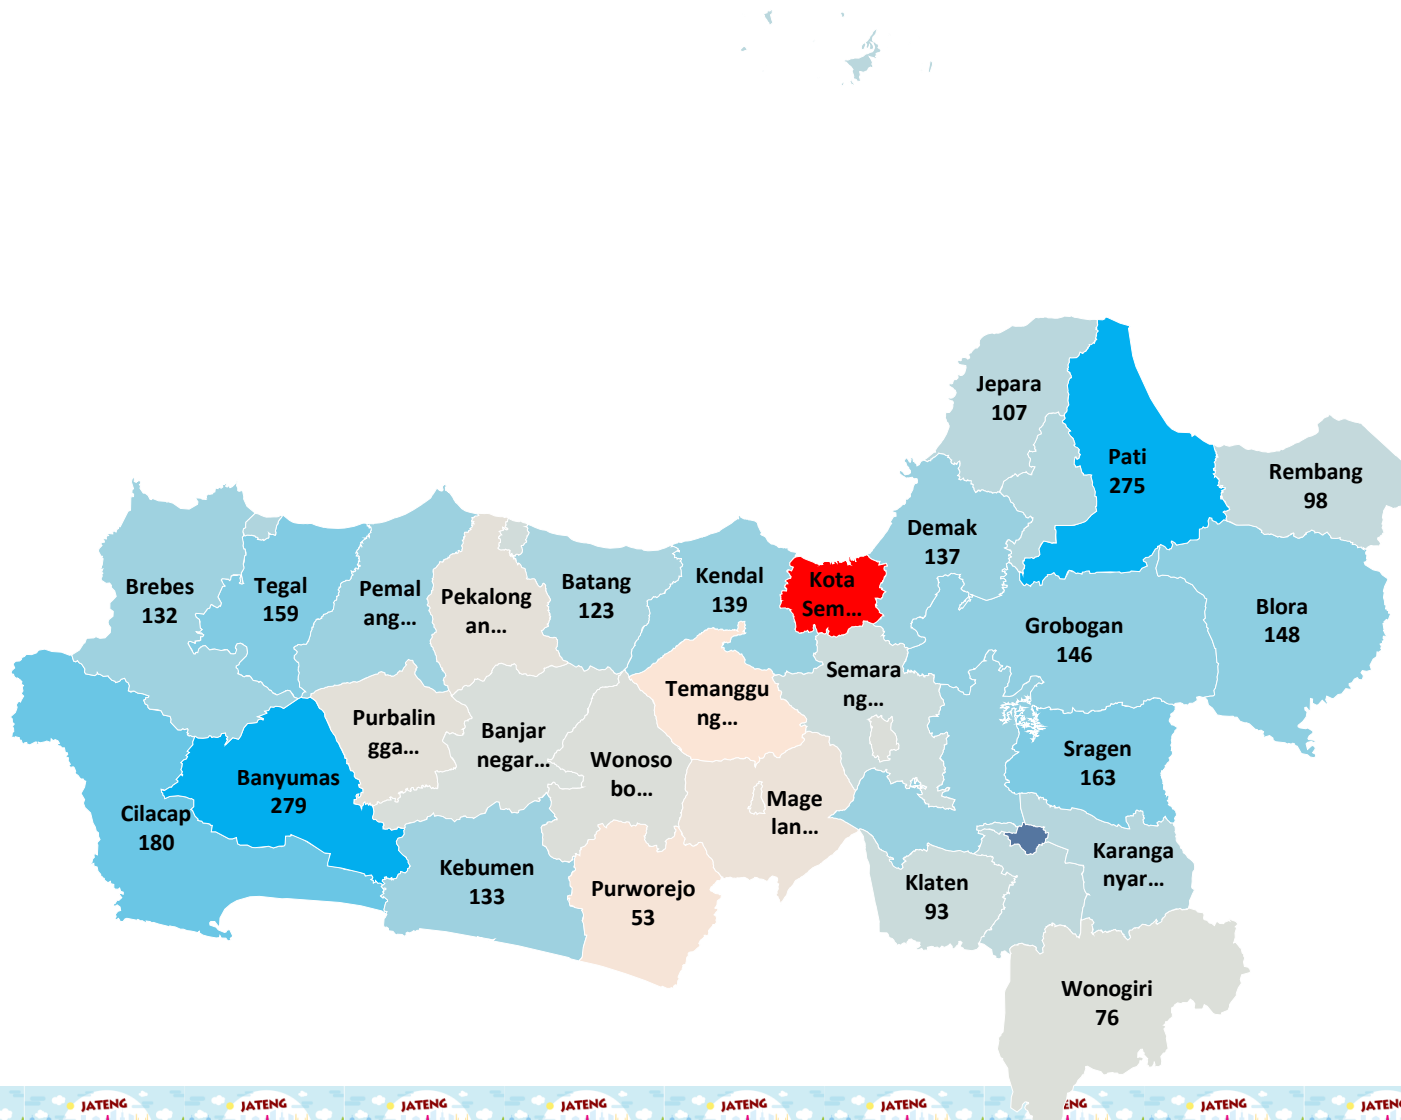 Jepara
107
Pati
275
Rembang
98
Demak
137
Brebes
132
Tegal
159
Pemal
ang...
Pekalong
an...
Batang
123
Kendal
139
Kota
Sem...
Grobogan
146
Blora
148
Semara
ng...
Temanggu
ng...
Purbalin
gga...
Banjar
negar...
Wonoso
bo...
Sragen
163
Banyumas
279
Cilacap
180
Mage
lan...
Kebumen
133
Purworejo
53
Klaten
93
Karanga
nyar...
Wonogiri
76
JATENG
JATENG
JATENG
JATENG
JATENG
JATENG
ENG
JATENG
JATENG